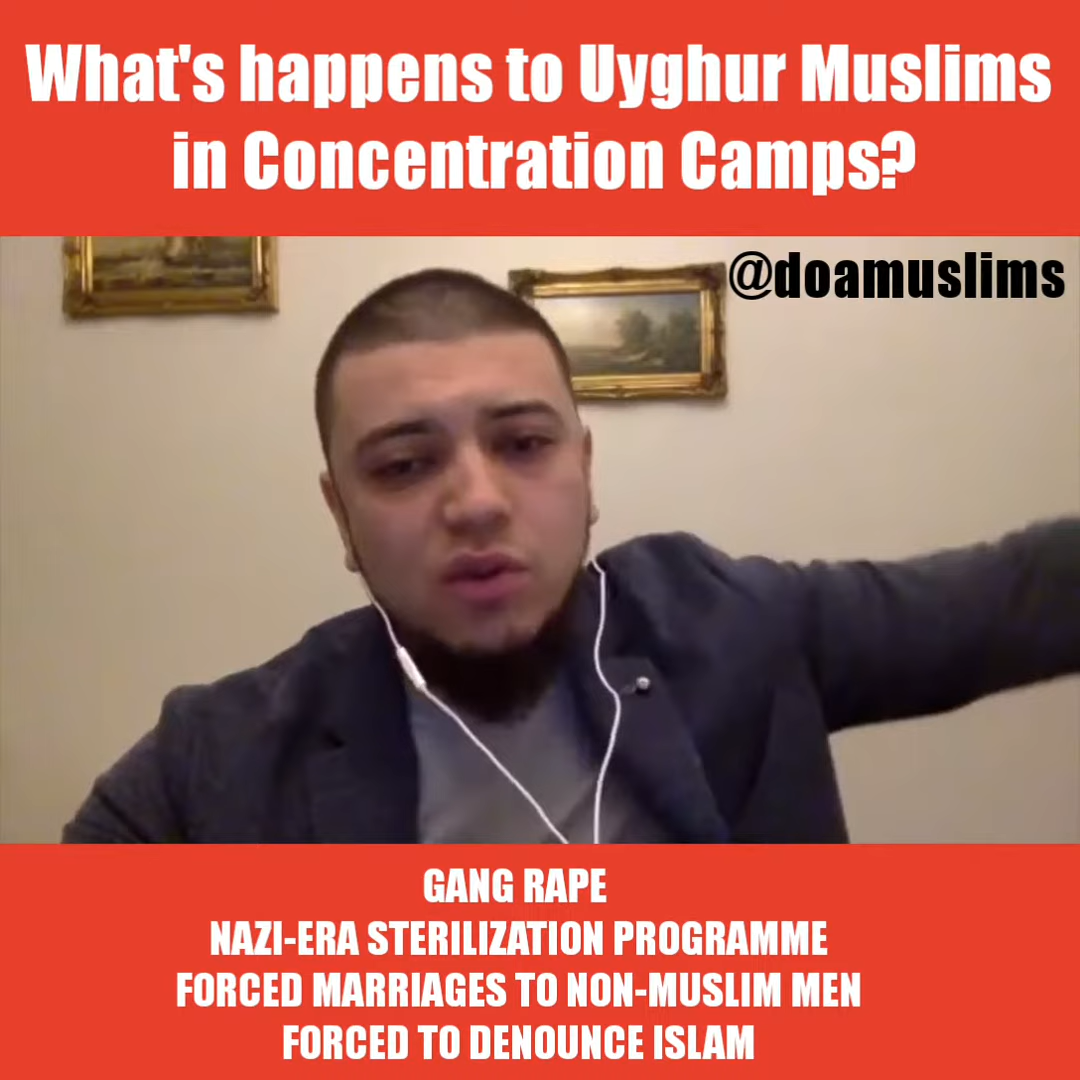 What's happens to Uyghur Muslims
in Concentration Camps?
@doamuslims
GANG RAPE
NAZI-ERA STERILIZATION PROGRAMME
FORCED MARRIAGES TO NON-MUSLIM MEN
FORCED TO DENOUNCE ISLAM